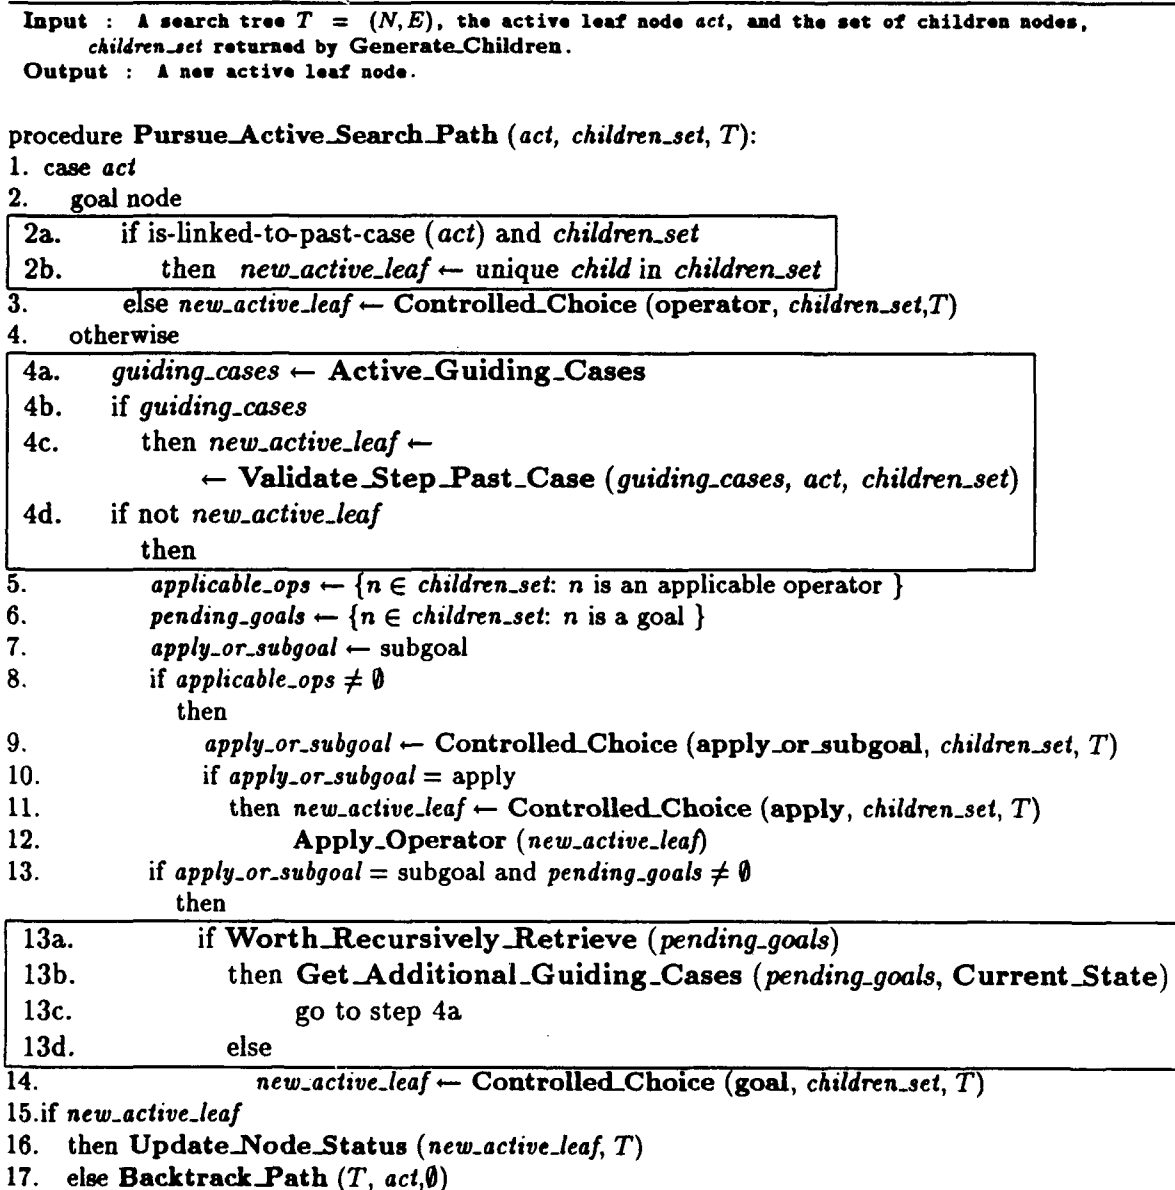 Input : A search tree T = (N,E), the active leaf node act, and the set of children nodes,
children_set returned by Generate_Children.
Output : A new active leaf node.
procedure Pursue_Active_Search_Path (act, children_set, T):
1. case act
2. goal node
2a. if is-linked-to-past-case (act) and children_set
2b. then new_active_leaf ← unique child in children_set
3. else new_active_leaf ← Controlled_Choice (operator, children_set,T)
4. otherwise
4a. guiding_cases ← Active_Guiding_Cases
4b. if guiding_cases
4c. then new_active_leaf ←
← Validate_Step_Past_Case (guiding_cases, act, children_set)
4d. if not new_active_leaf
then
5. applicable_ops ← {n ∈ children_set: n is an applicable operator }
6. pending_goals ← {n ∈ children_set: n is a goal }
7. apply_or_subgoal ← subgoal
8. if applicable_ops ≠ ∅
then
9. apply_or_subgoal ← Controlled_Choice (apply_or_subgoal, children_set, T)
10. if apply_or_subgoal = apply
11. then new_active_leaf ← Controlled_Choice (apply, children_set, T)
12. Apply_Operator (new_active_leaf)
13. if apply_or_subgoal = subgoal and pending_goals ≠ ∅
then
13a. if Worth_Recursively_Retrieve (pending_goals)
13b. then Get_Additional_Guiding_Cases (pending_goals, Current_State)
13c. go to step 4a
13d. else
14. new_active_leaf ← Controlled_Choice (goal, children_set, T)
15.if new_active_leaf
16. then Update_Node_Status (new_active_leaf, T)
17. else Backtrack_Path (T, act,∅)